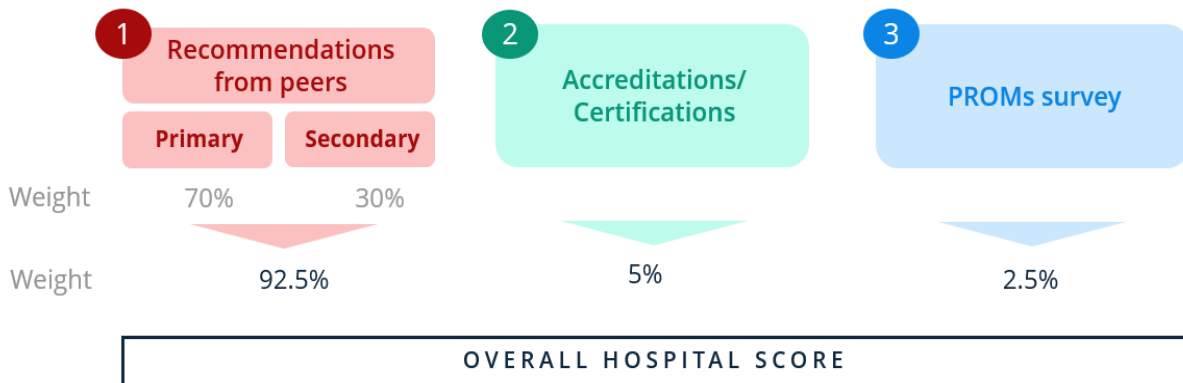 1
Recommendations
from peers
Primary
Secondary
2
Accreditations/
Certifications
3
PROMs survey
Weight 70% 30%
Weight 92.5% 5% 2.5%
OVERALL HOSPITAL SCORE